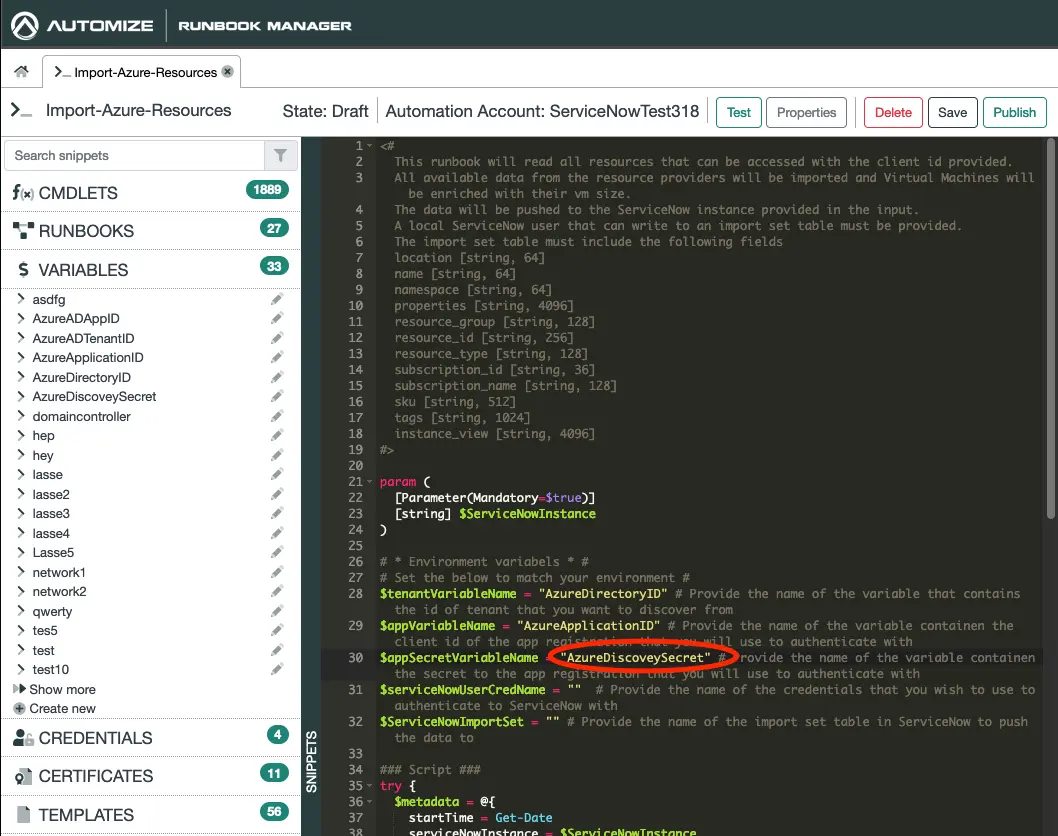 AUTOMIZE RUNBOOK MANAGER
>_ Import-Azure-Resources
>_ Import-Azure-Resources State: Draft Automation Account: ServiceNowTest318 Test Properties Delete Save Publish
Search snippets
f(x) CMDLETS 1889
RUNBOOKS 27
$ VARIABLES 33
asdfg
AzureADAppID
AzureADTenantID
AzureApplicationID
AzureDirectoryID
AzureDiscoveySecret
domaincontroller
hep
hey
lasse
lasse2
lasse3
lasse4
Lasse5
network1
network2
qwerty
tes5
test
test10
Show more
Create new
CREDENTIALS 4
CERTIFICATES 11
TEMPLATES 56
SNIPPETS
1 <#
2 This runbook will read all resources that can be accessed with the client id provided.
3 All available data from the resource providers will be imported and Virtual Machines will
be enriched with their vm size.
4 The data will be pushed to the ServiceNow instance provided in the input.
5 A local ServiceNow user that can write to an import set table must be provided.
6 The import set table must include the following fields
7 location [string, 64]
8 name [string, 64]
9 namespace [string, 64]
10 properties [string, 4096]
11 resource_group [string, 128]
12 resource_id [string, 256]
13 resource_type [string, 128]
14 subscription_id [string, 36]
15 subscription_name [string, 128]
16 sku [string, 512]
17 tags [string, 1024]
18 instance_view [string, 4096]
19 #>
20
21 param (
22 [Parameter(Mandatory=$true)]
23 [string] $ServiceNowInstance
24 )
25
26 # * Environment variabels * #
27 # Set the below to match your environment #
28 $tenantVariableName = "AzureDirectoryID" # Provide the name of the variable that contains
the id of tenant that you want to discover from
29 $appVariableName = "AzureApplicationID" # Provide the name of the variable containen the
client id of the app registration that you will use to authenticate with
30 $appSecretVariableName = "AzureDiscoveySecret" # Provide the name of the variable containen
the secret to the app registration that you will use to authenticate with
31 $serviceNowUserCredName = "" # Provide the name of the credentials that you wish to use to
authenticate to ServiceNow with
32 $ServiceNowImportSet = "" # Provide the name of the import set table in ServiceNow to push
the data to
33
34 ### Script ###
35 try {
36 $metadata = @{
37 startTime = Get-Date
38 serviceNowInstance = $ServiceNowInstance